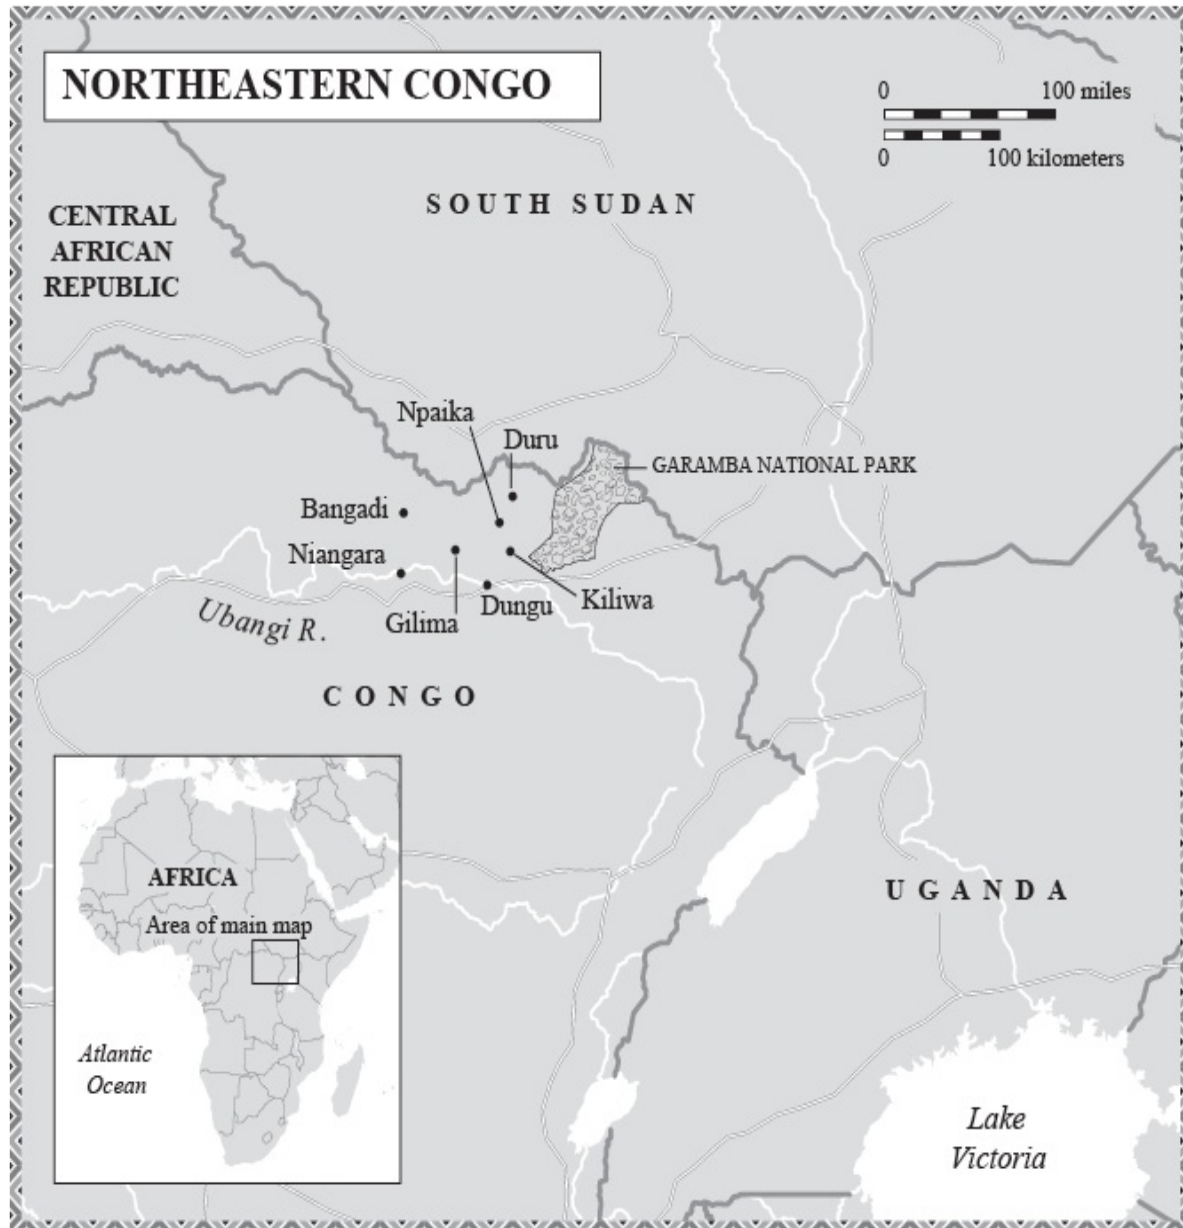 NORTHEASTERN CONGO
0 100 miles
0 100 kilometers
SOUTH SUDAN
CENTRAL
AFRICAN
REPUBLIC
Npaika
Duru
GARAMBA NATIONAL PARK
Bangadi
Niangara
Ubangi R.
Gilima
Dungu
Kiliwa
CONGO
AFRICA
Area of main map
Atlantic
Ocean
UGANDA
Lake
Victoria